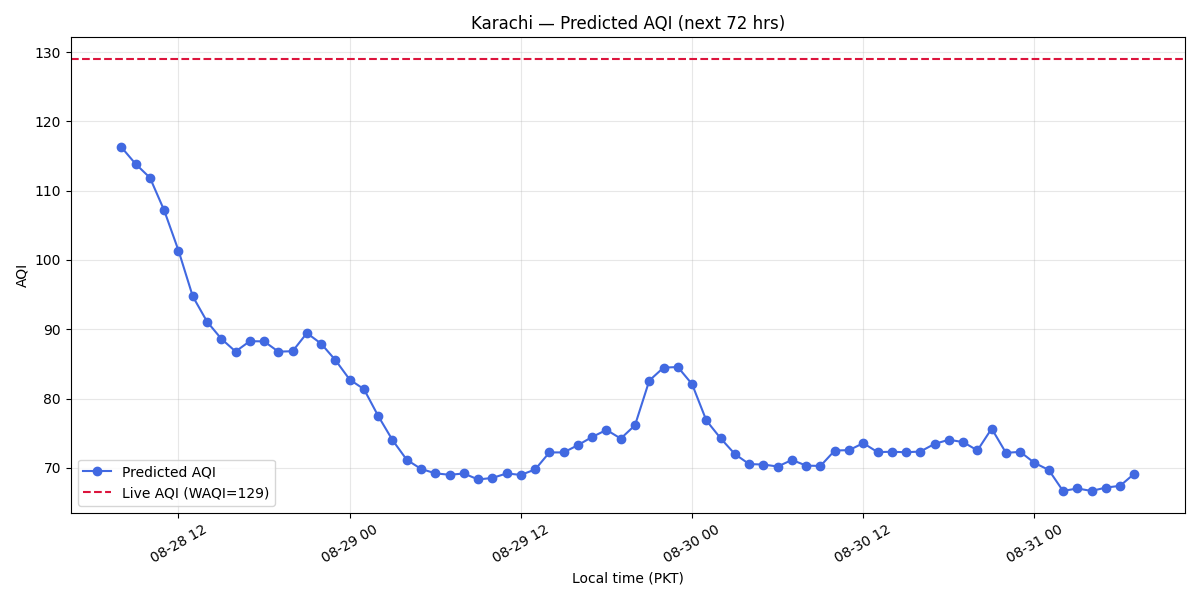 Karachi — Predicted AQI (next 72 hrs)
130
120
110
100
90
80
70
AQI
Predicted AQI
Live AQI (WAQI=129)
08-28 12
08-29 00
08-29 12
08-30 00
08-30 12
08-31 00
Local time (PKT)